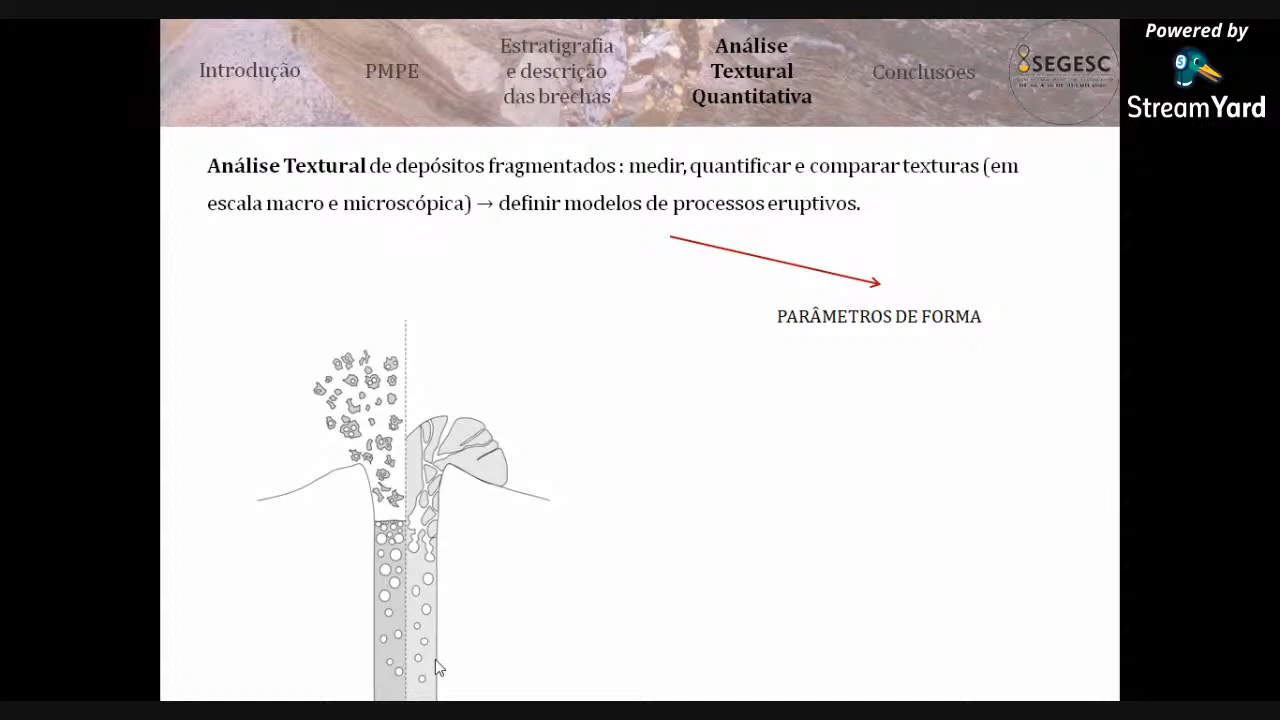 Introdução
PMPE
Estratigrafia
e descrição
das brechas
Análise
Textural
Quantitativa
Conclusões
SEGESC
Powered by
StreamYard
Análise Textural de depósitos fragmentados : medir, quantificar e comparar texturas (em
escala macro e microscópica) → definir modelos de processos eruptivos.
PARÂMETROS DE FORMA